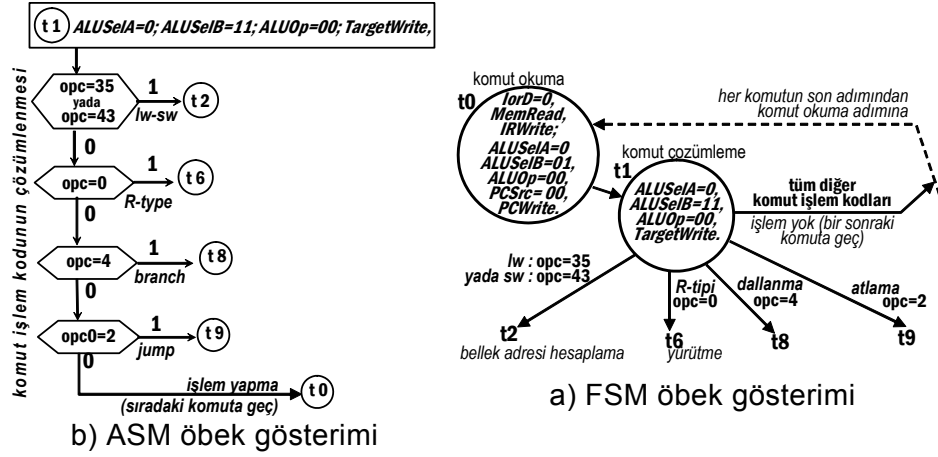 t1 ALUSelA=0; ALUSelB=11; ALUOp=00; TargetWrite,
komut işlem kodunun çözümlenmesi
opc=35
yada
opc=43
1
lw-sw
t2
0
opc=0
1
R-type
t6
0
opc=4
1
branch
t8
0
opc0=2
1
jump
t9
0
işlem yapma
(sıradaki komuta geç)
t0
b) ASM öbek gösterimi
komut okuma
t0
IorD=0,
MemRead,
IRWrite;
ALUSelA=0
ALUSelB=01,
ALUOp=00,
PCSrc= 00,
PCWrite.
her komutun son adımından
komut okuma adımına
komut çozümleme
t1
ALUSelA=0,
ALUSelB=11,
ALUOp=00,
TargetWrite.
tüm diğer
komut işlem kodları
işlem yok (bir sonraki
komuta geç)
lw : opc=35
yada sw : opc=43
t2
bellek adresi hesaplama
R-tipi
opc=0
t6
yürütme
dallanma
opc=4
t8
atlama
opc=2
t9
a) FSM öbek gösterimi